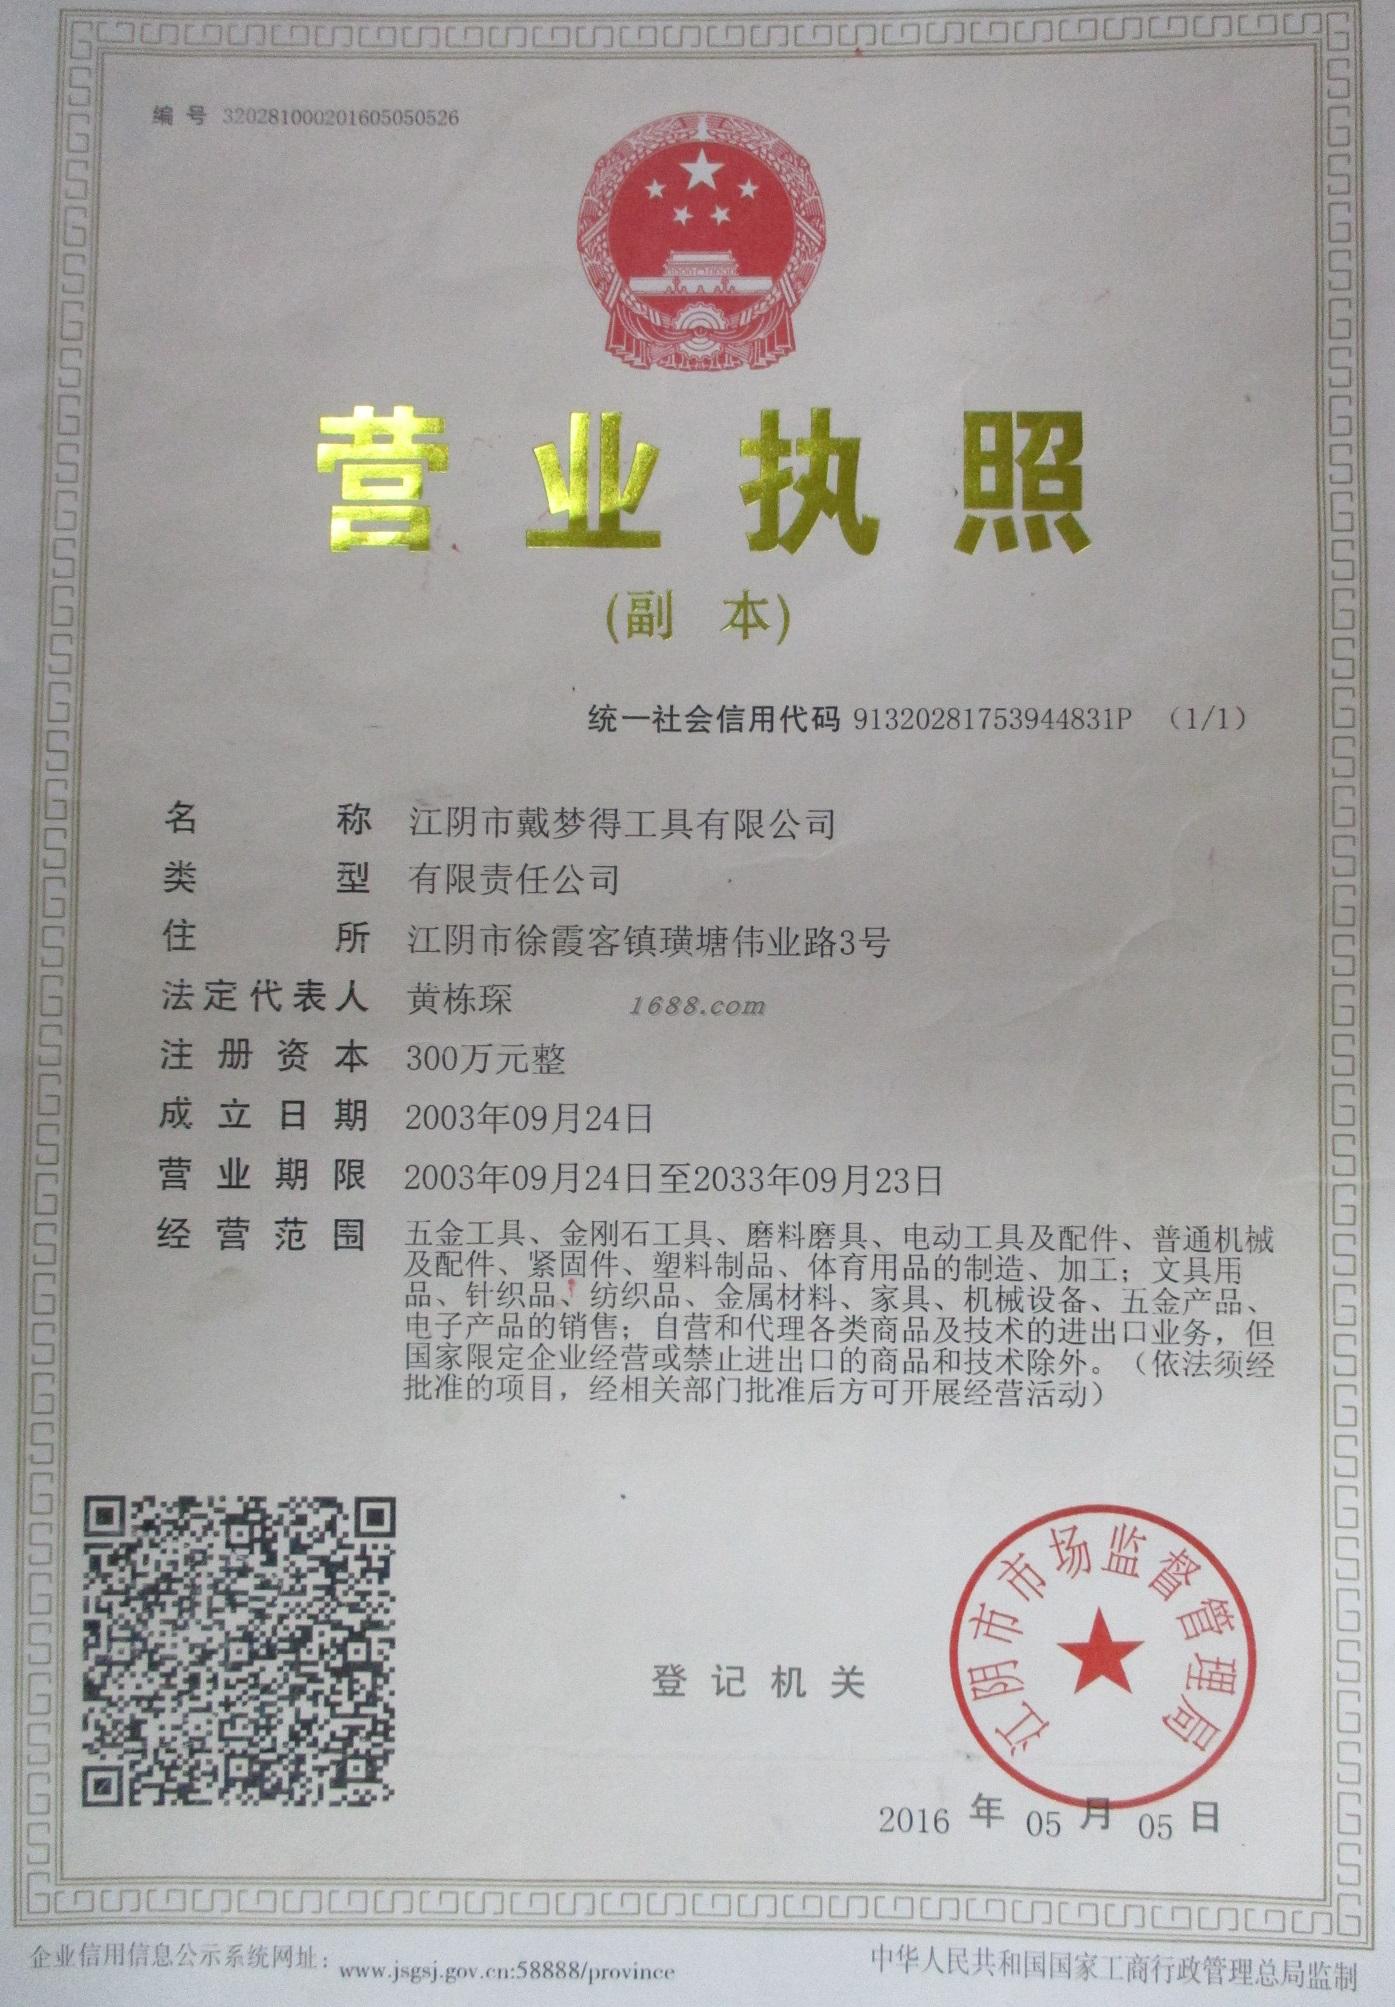 编 号 320281000201605050526
营业执照
(副 本)
统一社会信用代码 91320281753944831P （1/1）
名 称 江阴市戴梦得工具有限公司
类 型 有限责任公司
住 所 江阴市徐霞客镇璜塘伟业路3号
法定代表人 黄栋琛
1688.com
注 册 资 本 300万元整
成 立 日 期 2003年09月24日
营 业 期 限 2003年09月24日至2033年09月23日
经 营 范 围 五金工具、金刚石工具、磨料磨具、电动工具及配件、普通机械
及配件、紧固件、塑料制品、体育用品的制造、加工；文具用
品、针织品、纺织品、金属材料、家具、机械设备、五金产品、
电子产品的销售；自营和代理各类商品及技术的进出口业务，但
国家限定企业经营或禁止进出口的商品和技术除外。（依法须经
批准的项目，经相关部门批准后方可开展经营活动）
江阴市市场监督管理局
登 记 机 关
2016 年 05 月 05 日
企业信用信息公示系统网址：www.jsgsj.gov.cn:58888/province
中华人民共和国国家工商行政管理总局监制